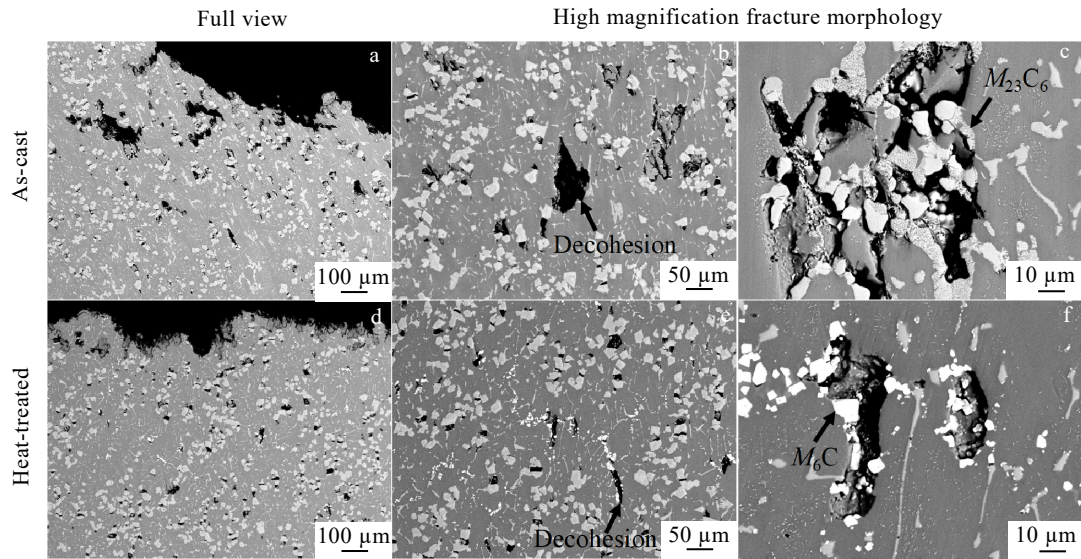 Full view
High magnification fracture morphology
As-cast
a
100 µm
b
Decohesion
50 µm
c
M23C6
10 µm
Heat-treated
d
100 µm
e
Decohesion
50 µm
f
M6C
10 µm